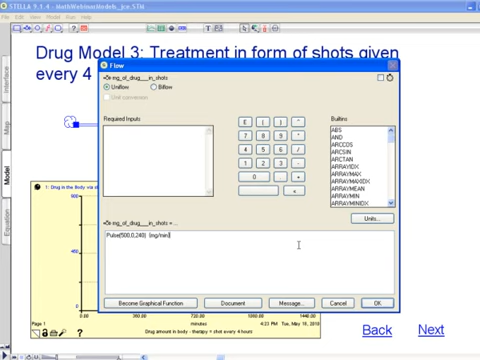 STELLA 9.1.4 - MathWebinarModels_jce.STM
Run Help
Drug Model 3: Treatment in form of shots given
every 4
Flow
mg_of_drug___in_shots
Uniflow
Biflow
Unit conversion
Required Inputs
Builtins
E ( ) ^
7 8 9 *
4 5 6 /
1 2 3 -
0 . +
ABS
AND
ARCCOS
ARCSIN
ARCTAN
ARRAYIDX
ARRAYMAX
ARRAYMAXIDX
ARRAYMEAN
ARRAYMIN
ARRAYMINIDX
Units...
mg_of_drug___in_shots = ...
Pulse(500,0,240) {mg/min}
Become Graphical Function
Document
Message...
Cancel
OK
Interface
Map
Model
Equation
1: Drug in the Body via s
0.00 360.00 720.00 1080.00 1440.00
Page 1
minutes
4:23 PM Tue, May 18, 2010
Drug amount in body - therapy = shot every 4 hours
Back
Next